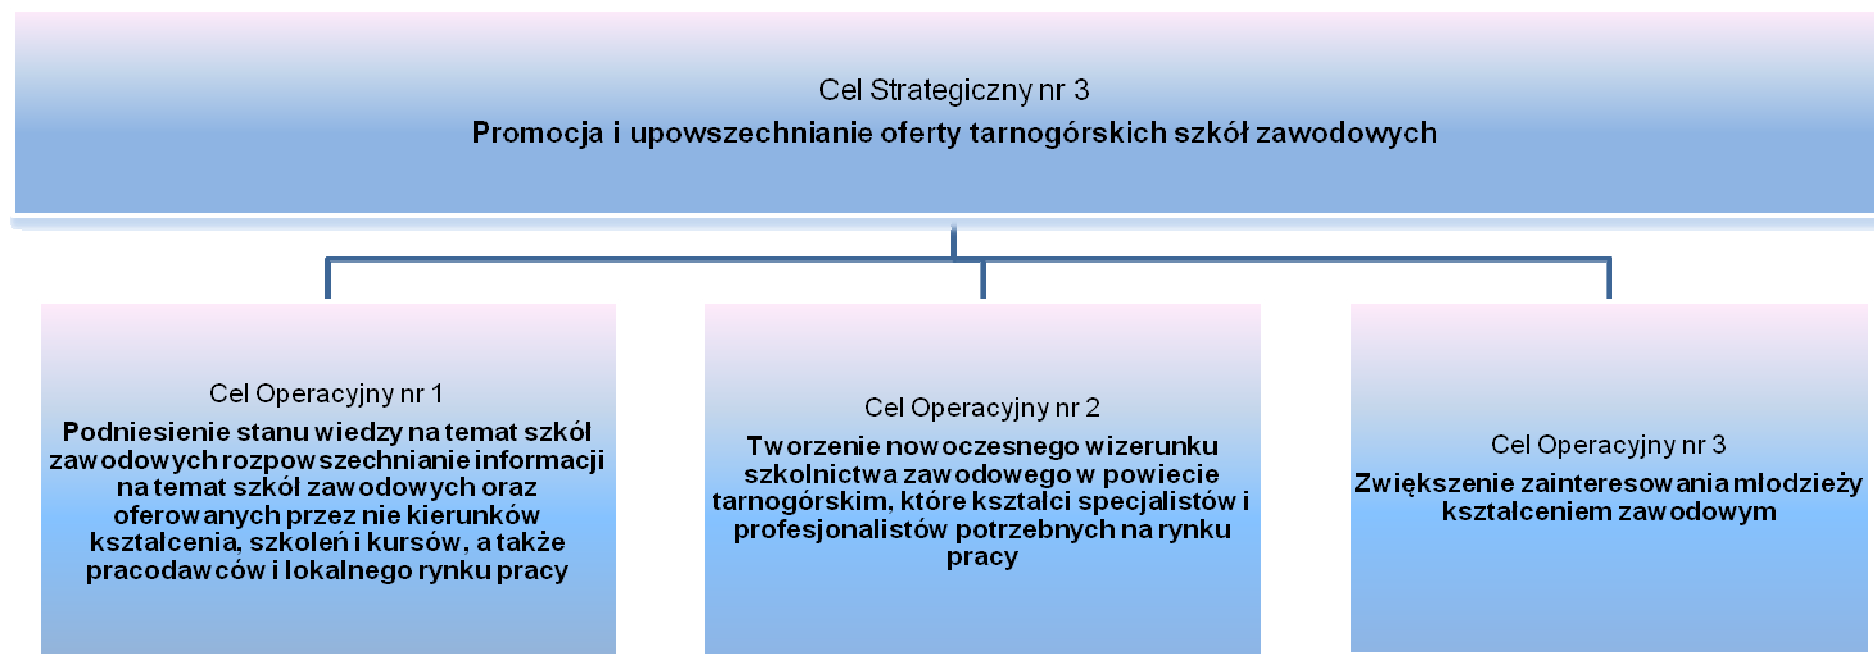 Cel Strategiczny nr 3
Promocja i upowszechnianie oferty tarnogórskich szkół zawodowych
Cel Operacyjny nr 1
Podniesienie stanu wiedzy na temat szkół
zawodowych rozpowszechnianie informacji
na temat szkół zawodowych oraz
oferowanych przez nie kierunków
kształcenia, szkoleń i kursów, a także
pracodawców i lokalnego rynku pracy
Cel Operacyjny nr 2
Tworzenie nowoczesnego wizerunku
szkolnictwa zawodowego w powiecie
tarnogórskim, które kształci specjalistów i
profesjonalistów potrzebnych na rynku
pracy
Cel Operacyjny nr 3
Zwiększenie zainteresowania młodzieży
kształceniem zawodowym